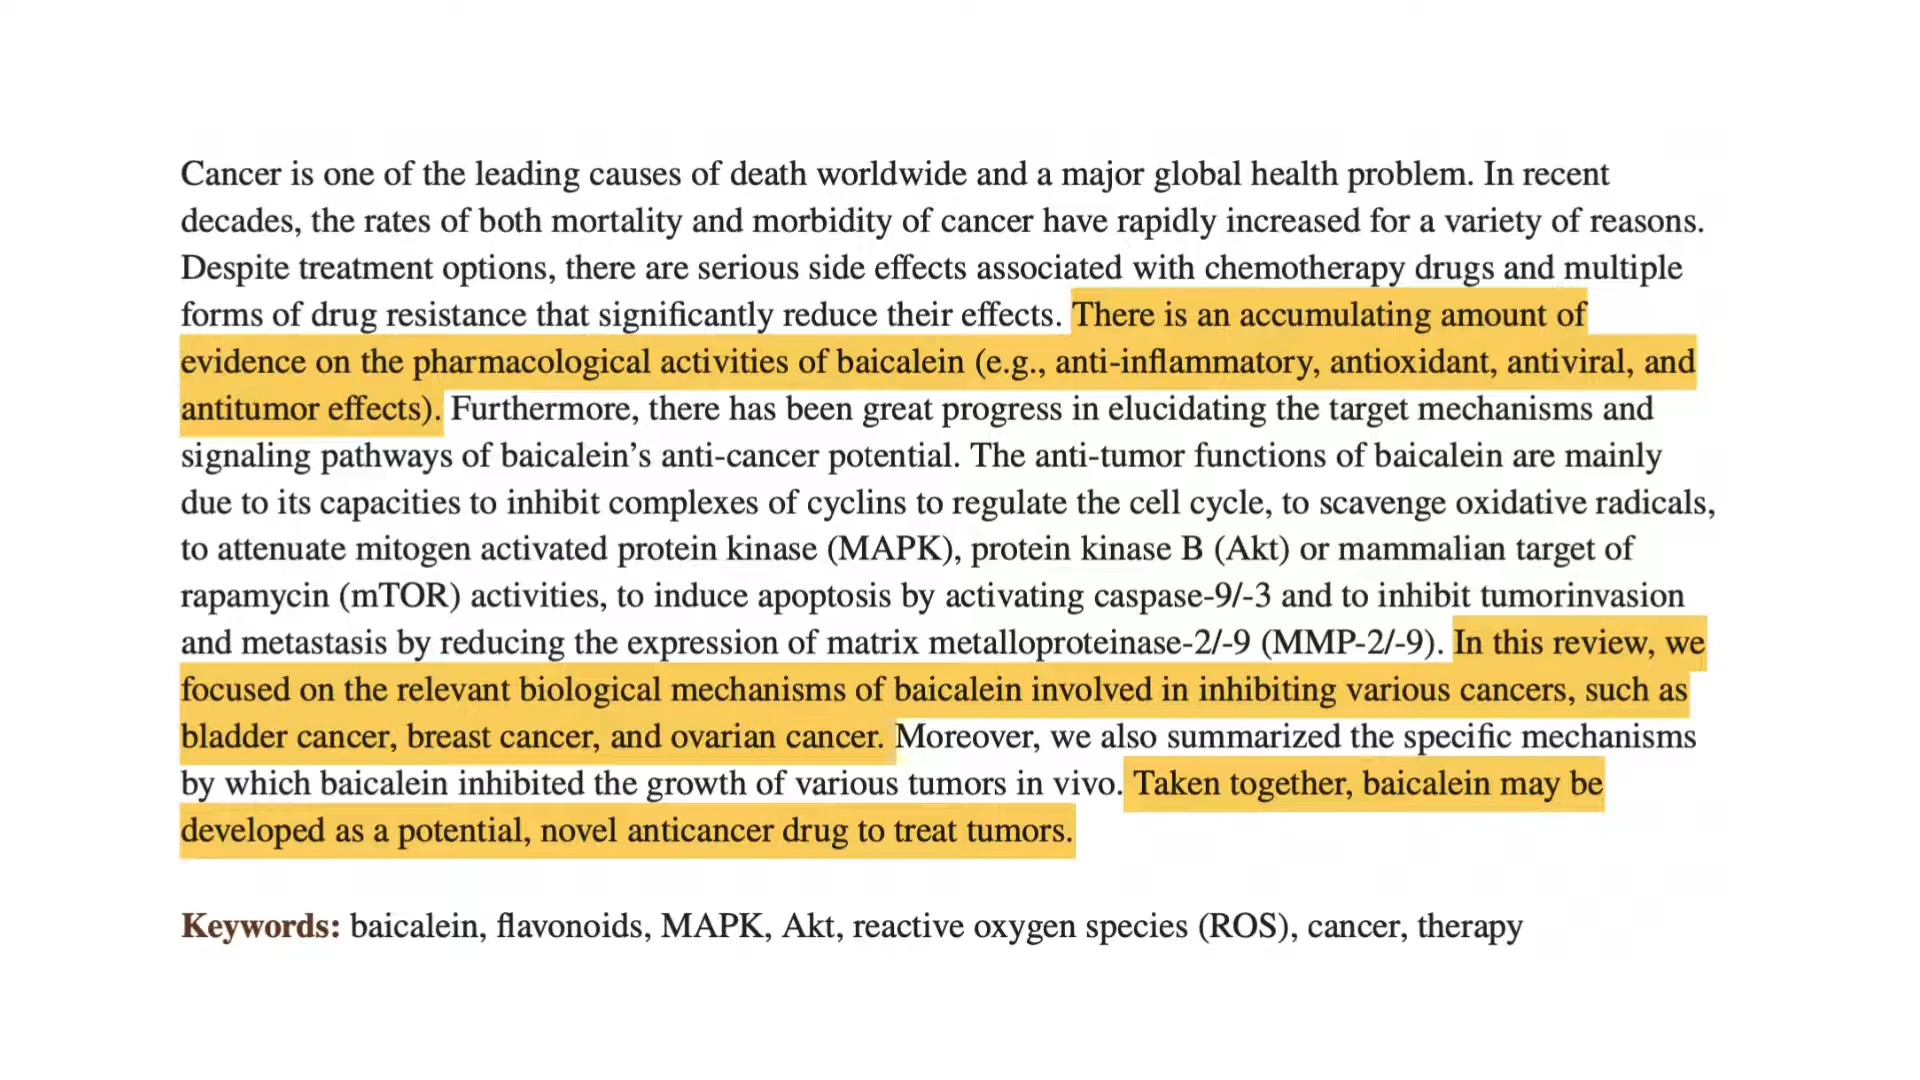 Cancer is one of the leading causes of death worldwide and a major global health problem. In recent
decades, the rates of both mortality and morbidity of cancer have rapidly increased for a variety of reasons.
Despite treatment options, there are serious side effects associated with chemotherapy drugs and multiple
forms of drug resistance that significantly reduce their effects. There is an accumulating amount of
evidence on the pharmacological activities of baicalein (e.g., anti-inflammatory, antioxidant, antiviral, and
antitumor effects). Furthermore, there has been great progress in elucidating the target mechanisms and
signaling pathways of baicalein’s anti-cancer potential. The anti-tumor functions of baicalein are mainly
due to its capacities to inhibit complexes of cyclins to regulate the cell cycle, to scavenge oxidative radicals,
to attenuate mitogen activated protein kinase (MAPK), protein kinase B (Akt) or mammalian target of
rapamycin (mTOR) activities, to induce apoptosis by activating caspase-9/-3 and to inhibit tumorinvasion
and metastasis by reducing the expression of matrix metalloproteinase-2/-9 (MMP-2/-9). In this review, we
focused on the relevant biological mechanisms of baicalein involved in inhibiting various cancers, such as
bladder cancer, breast cancer, and ovarian cancer. Moreover, we also summarized the specific mechanisms
by which baicalein inhibited the growth of various tumors in vivo. Taken together, baicalein may be
developed as a potential, novel anticancer drug to treat tumors.
Keywords: baicalein, flavonoids, MAPK, Akt, reactive oxygen species (ROS), cancer, therapy